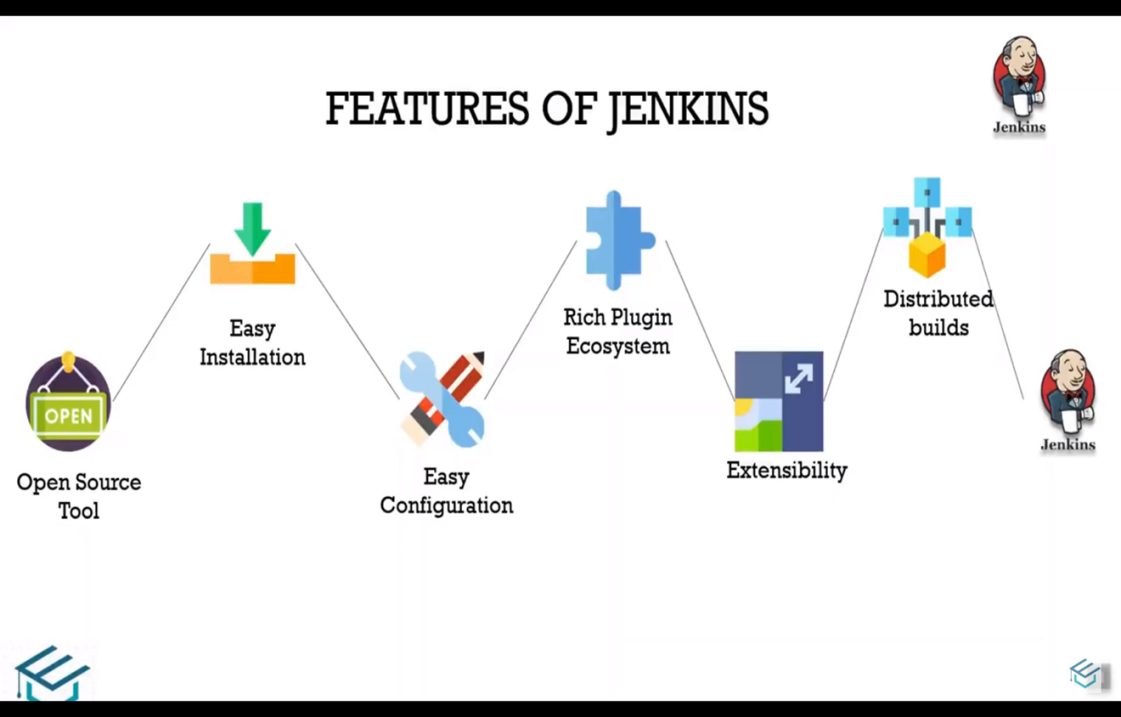 FEATURES OF JENKINS
Jenkins
OPEN
Open Source
Tool
Easy
Installation
Easy
Configuration
Rich Plugin
Ecosystem
Extensibility
Distributed
builds
Jenkins